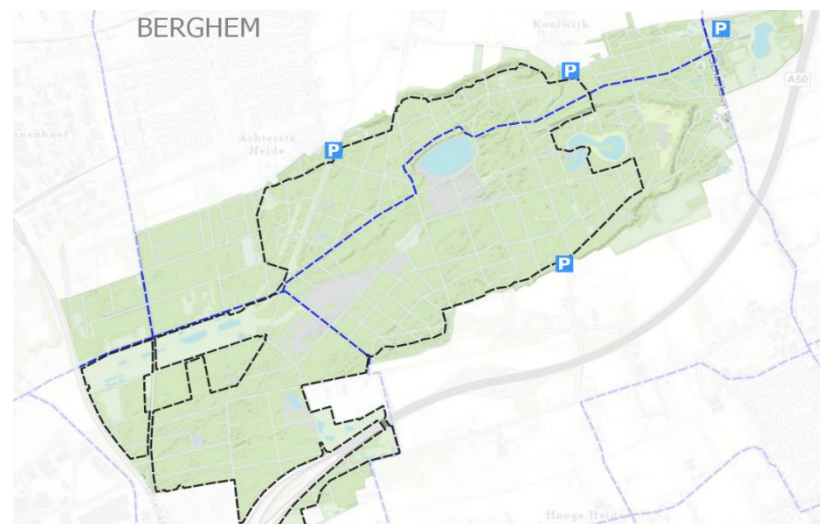 BERGHEM
Koolwijk
P
P
A50
Achterste
Heide
P
P
Hooge Heide